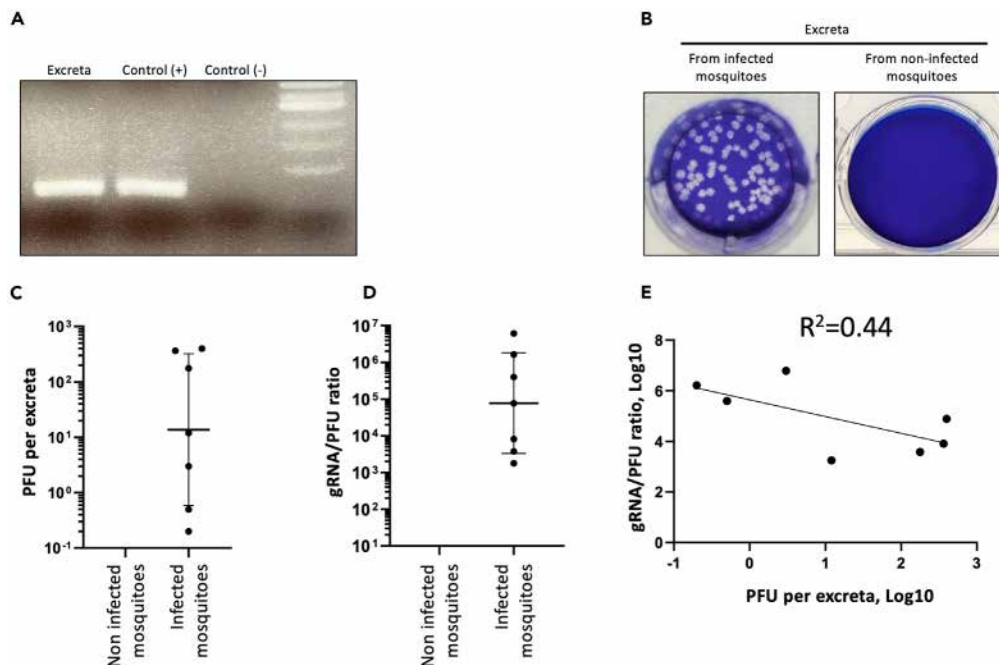 A
Excreta Control (+) Control (-)
B
Excreta
From infected
mosquitoes
From non-infected
mosquitoes
C
PFU per excreta
10³
10²
10¹
10⁰
10⁻¹
Non infected
mosquitoes
Infected
mosquitoes
D
gRNA/PFU ratio
10⁷
10⁶
10⁵
10⁴
10³
10²
10¹
Non infected
mosquitoes
Infected
mosquitoes
E
R²=0.44
gRNA/PFU ratio, Log10
8
6
4
2
0
-1 0 1 2 3
PFU per excreta, Log10